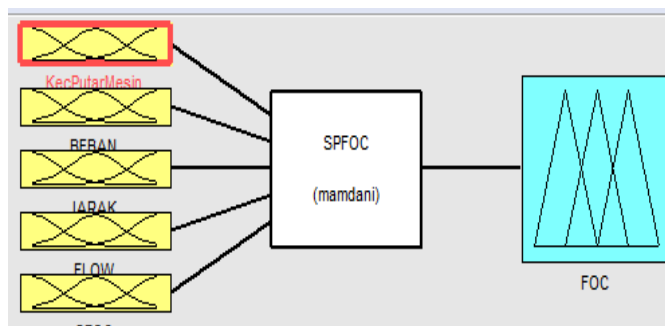 KecPutarMesin
BEBAN
JARAK
FLOW
SPFOC
(mamdani)
FOC